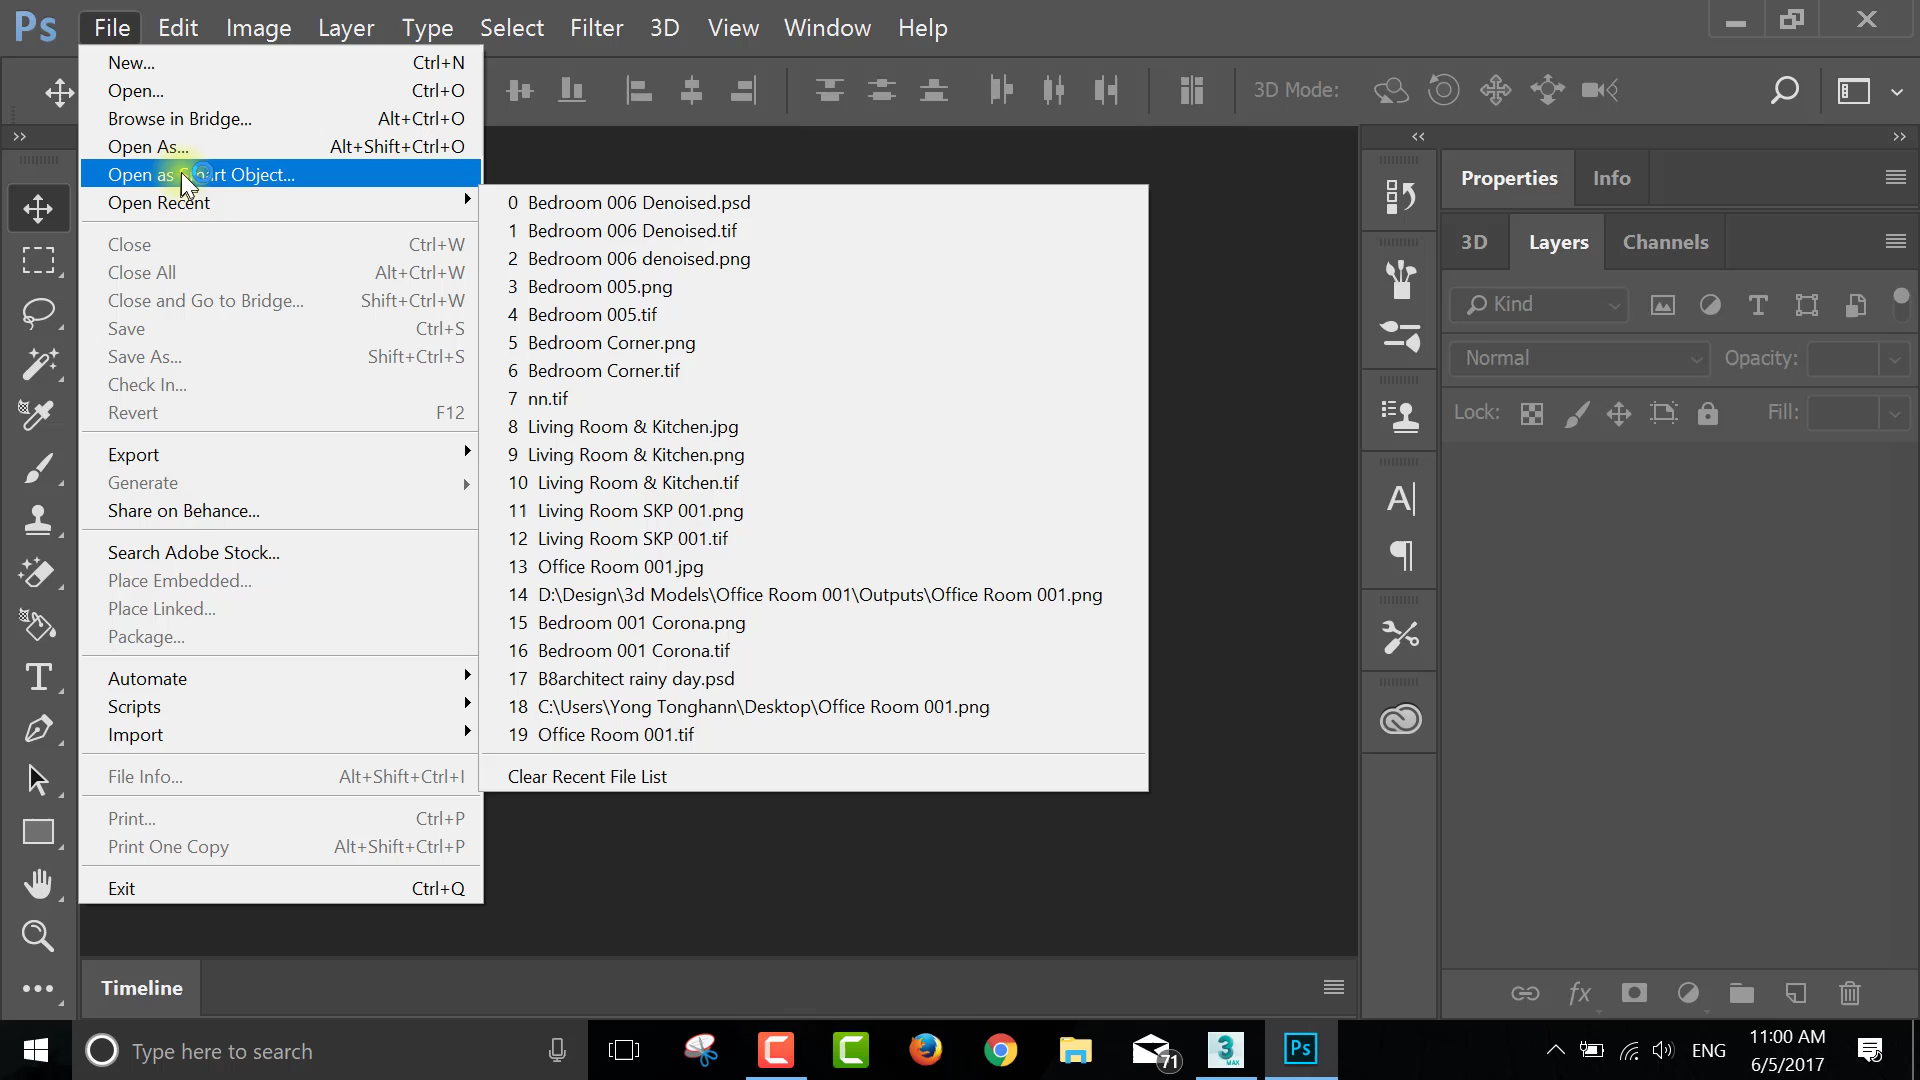 Ps File Edit Image Layer Type Select Filter 3D View Window Help
3D Mode:
New... Ctrl+N
Open... Ctrl+O
Browse in Bridge... Alt+Ctrl+O
Open As... Alt+Shift+Ctrl+O
Open as Smart Object...
Open Recent
Close Ctrl+W
Close All Alt+Ctrl+W
Close and Go to Bridge... Shift+Ctrl+W
Save Ctrl+S
Save As... Shift+Ctrl+S
Check In...
Revert F12
Export
Generate
Share on Behance...
Search Adobe Stock...
Place Embedded...
Place Linked...
Package...
Automate
Scripts
Import
File Info... Alt+Shift+Ctrl+I
Print... Ctrl+P
Print One Copy Alt+Shift+Ctrl+P
Exit Ctrl+Q
0 Bedroom 006 Denoised.psd
1 Bedroom 006 Denoised.tif
2 Bedroom 006 denoised.png
3 Bedroom 005.png
4 Bedroom 005.tif
5 Bedroom Corner.png
6 Bedroom Corner.tif
7 nn.tif
8 Living Room & Kitchen.jpg
9 Living Room & Kitchen.png
10 Living Room & Kitchen.tif
11 Living Room SKP 001.png
12 Living Room SKP 001.tif
13 Office Room 001.jpg
14 D:\Design\3d Models\Office Room 001\Outputs\Office Room 001.png
15 Bedroom 001 Corona.png
16 Bedroom 001 Corona.tif
17 B8architect rainy day.psd
18 C:\Users\Yong Tonghann\Desktop\Office Room 001.png
19 Office Room 001.tif
Clear Recent File List
Properties Info
3D Layers Channels
Kind
Normal Opacity:
Lock: Fill:
Timeline
Type here to search
71
3
MAX
Ps
ENG
11:00 AM
6/5/2017